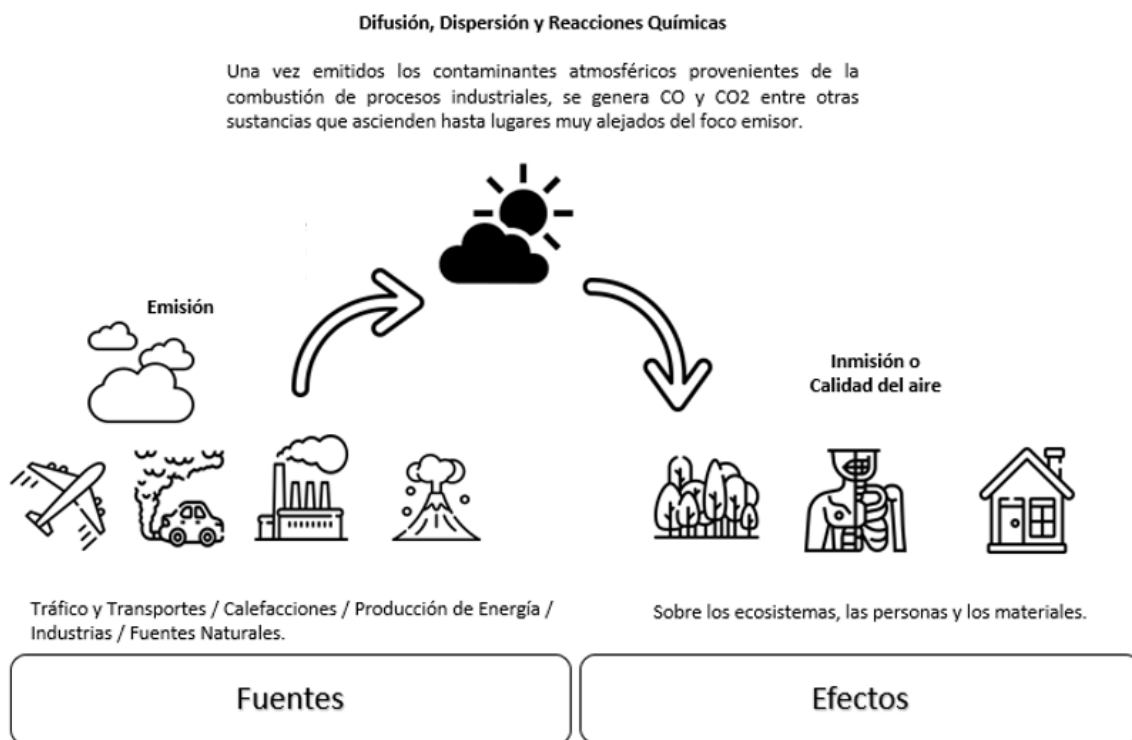 Difusión, Dispersión y Reacciones Químicas
Una vez emitidos los contaminantes atmosféricos provenientes de la
combustión de procesos industriales, se genera CO y CO2 entre otras
sustancias que ascienden hasta lugares muy alejados del foco emisor.
Emisión
Inmisión o
Calidad del aire
Tráfico y Transportes / Calefacciones / Producción de Energía /
Industrias / Fuentes Naturales.
Sobre los ecosistemas, las personas y los materiales.
Fuentes
Efectos